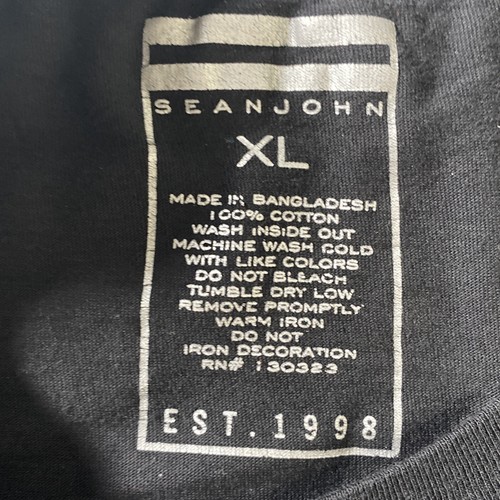 SEANJOHN
XL
MADE IN BANGLADESH
100% COTTON
WASH INSIDE OUT
MACHINE WASH COLD
WITH LIKE COLORS
DO NOT BLEACH
TUMBLE DRY LOW
REMOVE PROMPTLY
WARM IRON
DO NOT
IRON DECORATION
RN# 130323
EST.1998